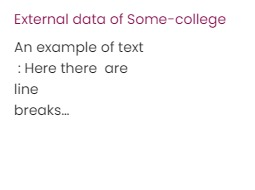 External data of Some-college
An example of text
: Here there  are
line
breaks...